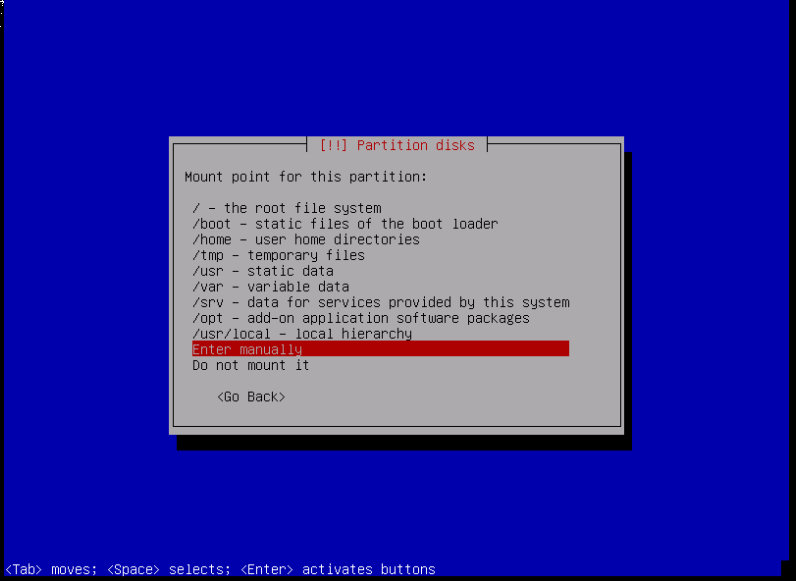 [!!] Partition disks
Mount point for this partition:
/ – the root file system
/boot – static files of the boot loader
/home – user home directories
/tmp – temporary files
/usr – static data
/var – variable data
/srv – data for services provided by this system
/opt – add-on application software packages
/usr/local – local hierarchy
Enter manually
Do not mount it
<Go Back>
<Tab> moves; <Space> selects; <Enter> activates buttons